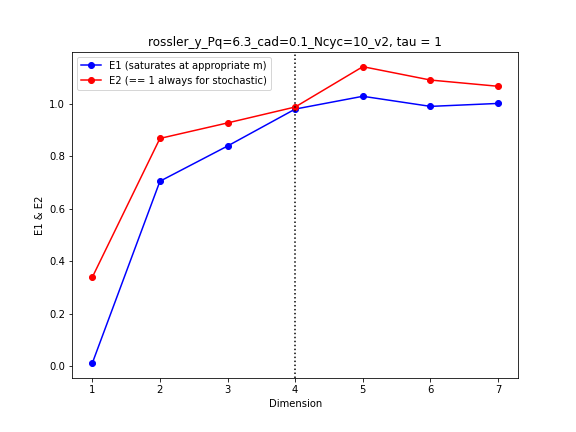 rossler_y_Pq=6.3_cad=0.1_Ncyc=10_v2, tau = 1
E1 (saturates at appropriate m)
E2 (== 1 always for stochastic)
1.0
0.8
0.6
0.4
0.2
0.0
E1 & E2
1 2 3 4 5 6 7
Dimension